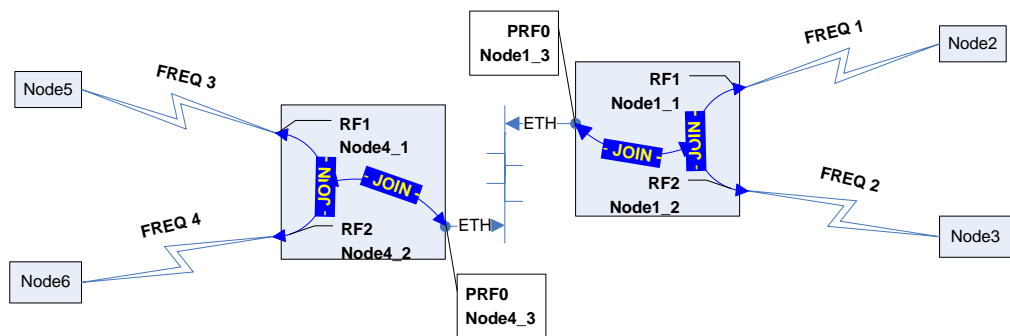 PRF0
Node1_3
FREQ 1
Node2
FREQ 3
Node5
RF1
Node1_1
ETH
- JOIN -
- JOIN -
RF1
Node4_1
- JOIN -
- JOIN -
RF2
Node1_2
FREQ 2
Node3
FREQ 4
Node6
RF2
Node4_2
ETH
PRF0
Node4_3